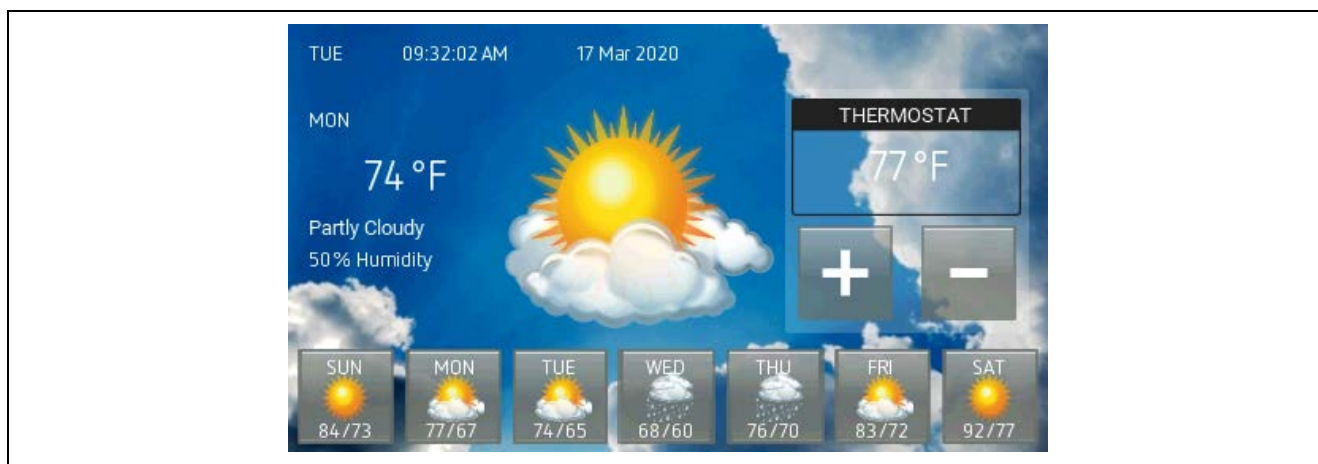 TUE 09:32:02 AM 17 Mar 2020
MON
74 °F
Partly Cloudy
50% Humidity
THERMOSTAT
77 °F
+ −
SUN MON TUE WED THU FRI SAT
84/73 77/67 74/65 68/60 76/70 83/72 92/77